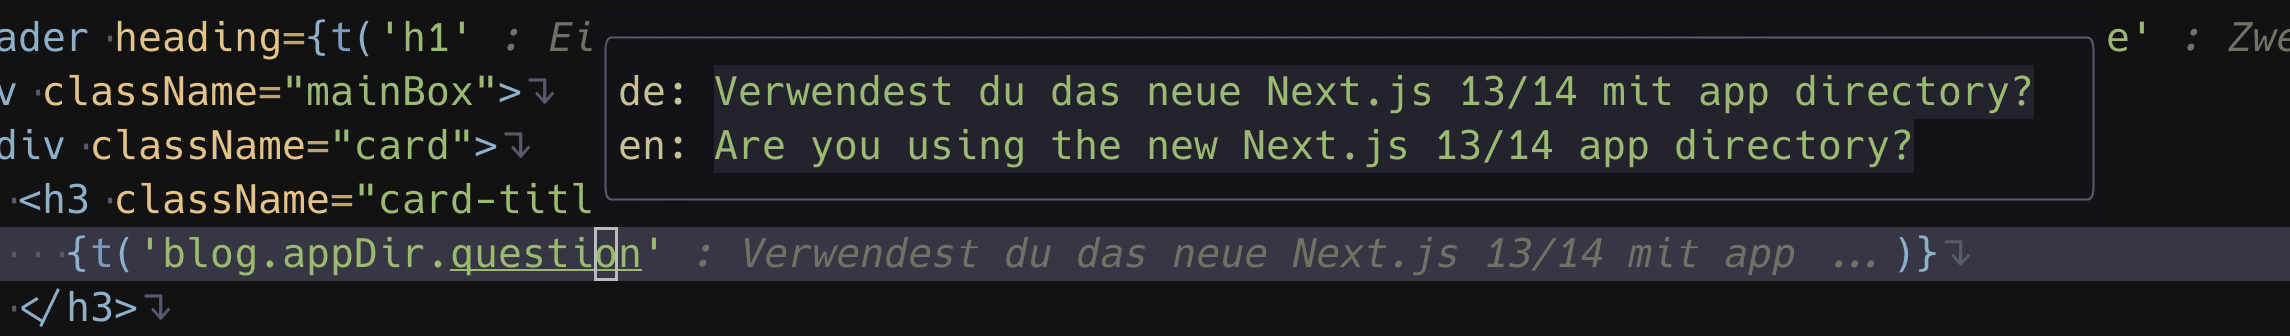 ader heading={t('h1' : Ei e' : Zwe
v className="mainBox">
de: Verwendest du das neue Next.js 13/14 mit app directory?
div className="card">
en: Are you using the new Next.js 13/14 app directory?
<h3 className="card-titl
{t('blog.appDir.question' : Verwendest du das neue Next.js 13/14 mit app ...)}
</h3>